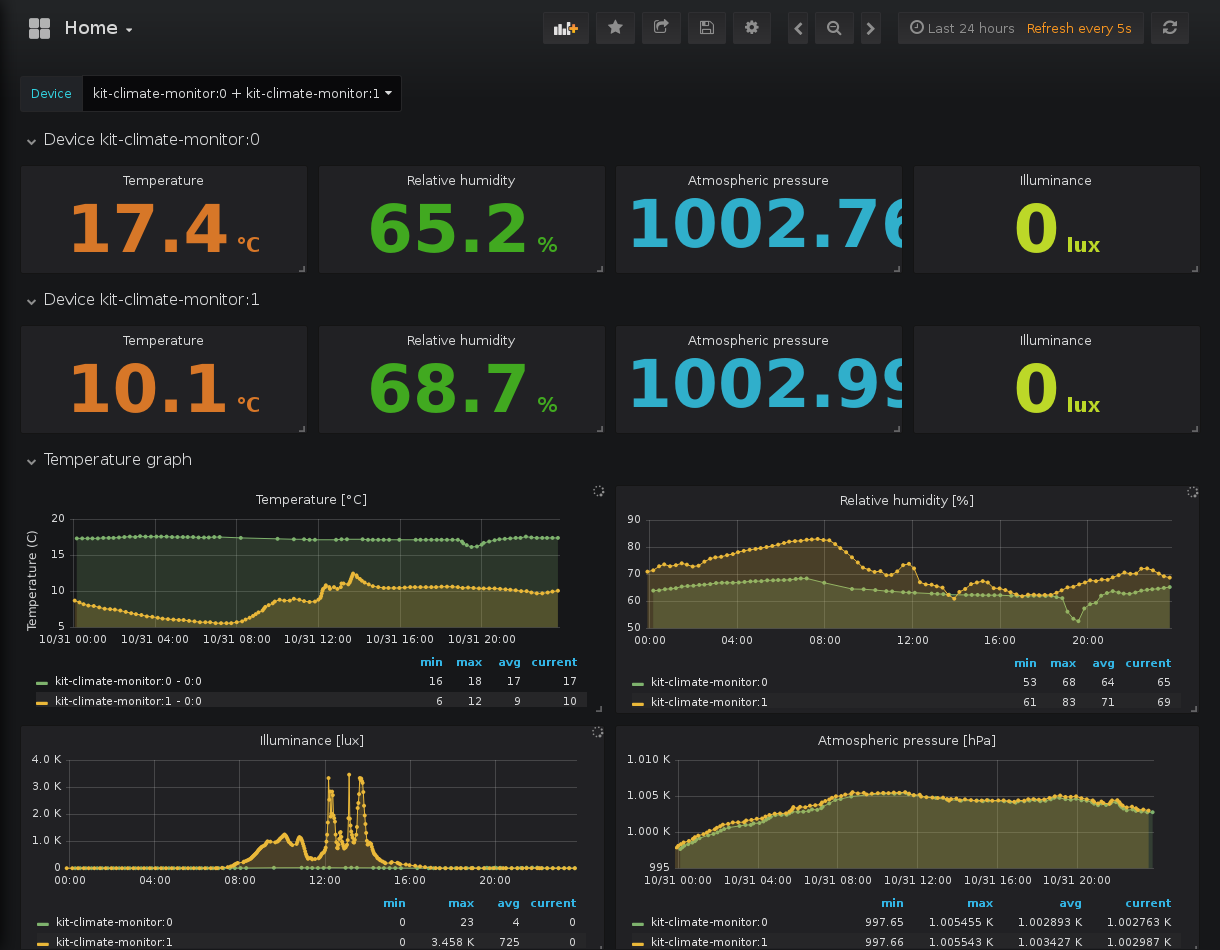 Home
Last 24 hours Refresh every 5s
Device kit-climate-monitor:0 + kit-climate-monitor:1
Device kit-climate-monitor:0
Temperature Relative humidity Atmospheric pressure Illuminance
17.4 °C 65.2 % 1002.76 0 lux
Device kit-climate-monitor:1
Temperature Relative humidity Atmospheric pressure Illuminance
10.1 °C 68.7 % 1002.99 0 lux
Temperature graph
Temperature [°C]
Temperature (C)
20
15
10
5
10/31 00:00 10/31 04:00 10/31 08:00 10/31 12:00 10/31 16:00 10/31 20:00
min max avg current
kit-climate-monitor:0 - 0:0 16 18 17 17
kit-climate-monitor:1 - 0:0 6 12 9 10
Relative humidity [%]
90
80
70
60
50
00:00 04:00 08:00 12:00 16:00 20:00
min max avg current
kit-climate-monitor:0 53 68 64 65
kit-climate-monitor:1 61 83 71 69
Illuminance [lux]
4.0 K
3.0 K
2.0 K
1.0 K
0
00:00 04:00 08:00 12:00 16:00 20:00
min max avg current
kit-climate-monitor:0 0 23 4 0
kit-climate-monitor:1 0 3.458 K 725 0
Atmospheric pressure [hPa]
1.010 K
1.005 K
1.000 K
995
10/31 00:00 10/31 04:00 10/31 08:00 10/31 12:00 10/31 16:00 10/31 20:00
min max avg current
kit-climate-monitor:0 997.65 1.005455 K 1.002893 K 1.002763 K
kit-climate-monitor:1 997.66 1.005543 K 1.003427 K 1.002987 K